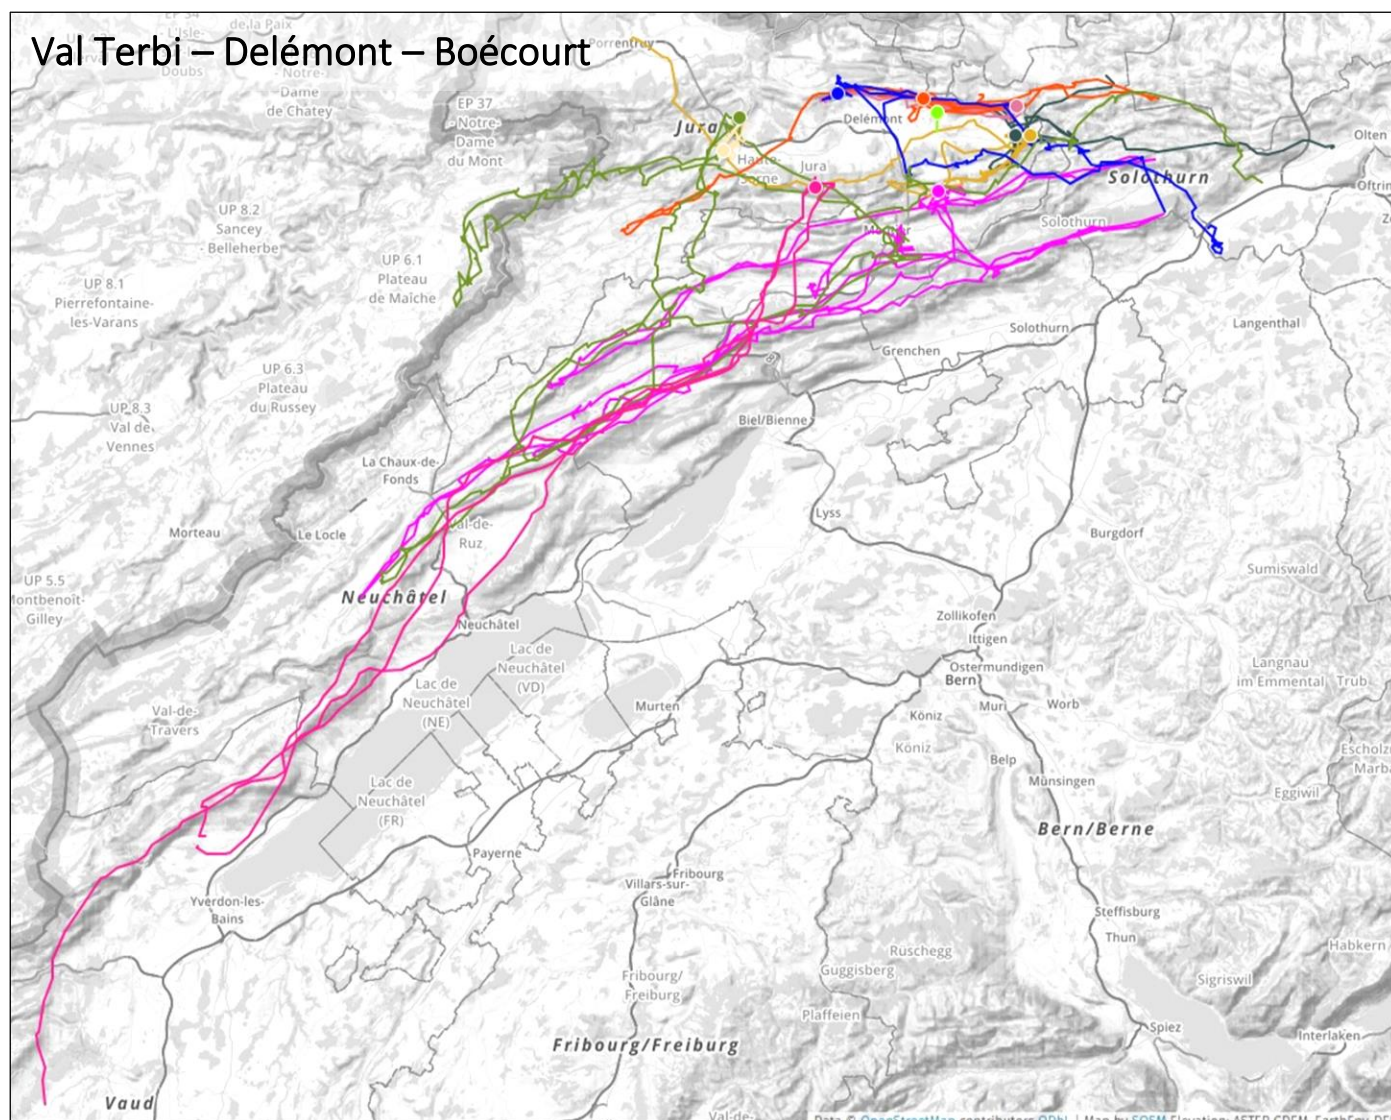 Val Terbi – Delémont – Boécourt
de la Paix
Porrentruy
Doubs
- Notre-
Dame
de Chatey
EP 37
- Notre-
Dame
du Mont
Jura
Delémont
Olten
Haute-
Sorne
Jura
Solothurn
UP 8.2
Sancey
- Belleherbe
Solothurn
UP 6.1
Plateau
de Maîche
UP 8.1
Pierrefontaine-
les-Varans
Langenthal
Solothurn
Grenchen
UP 6.3
Plateau
du Russey
UP 8.3
Val de
Vennes
Biel/Bienne
La Chaux-de-
Fonds
Lyss
Morteau
Le Locle
Val-de-
Ruz
Burgdorf
Sumiswald
UP 5.5
Montbenoît-
Gilley
Neuchâtel
Zollikofen
Neuchâtel
Ittigen
Lac de
Neuchâtel
(VD)
Ostermundigen
Bern
Langnau
im Emmental
Trub
Lac de
Neuchâtel
(NE)
Val-de-
Travers
Murten
Köniz
Muri
Worb
Köniz
Belp
Münsingen
Lac de
Neuchâtel
(FR)
Eggiwil
Bern/Berne
Payerne
Fribourg
Villars-sur-
Glâne
Yverdon-les-
Bains
Steffisburg
Thun
Rüschegg
Habkern
Guggisberg
Sigriswil
Fribourg/
Freiburg
Plaffeien
Spiez
Interlaken
Fribourg/Freiburg
Vaud
Val-de-